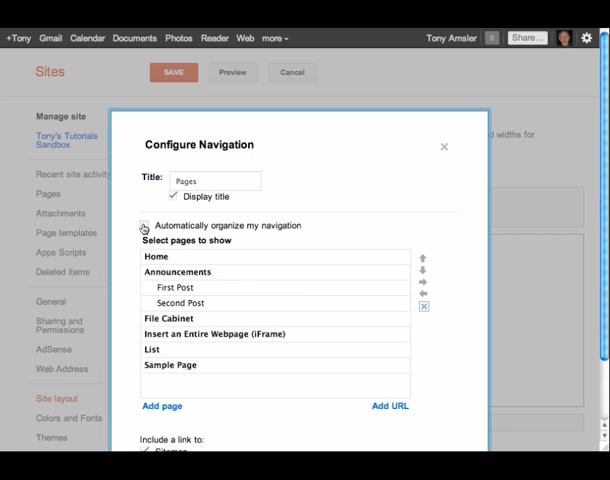 +Tony Gmail Calendar Documents Photos Reader Web more Tony Amsler 0 Share...
Sites SAVE Preview Cancel
Manage site
Tony's Tutorials
Sandbox
Recent site activity
Pages
Attachments
Page templates
Apps Scripts
Deleted items
General
Sharing and
Permissions
AdSense
Web Address
Site layout
Colors and Fonts
Themes
d widths for
Configure Navigation
Title: Pages
Display title
Automatically organize my navigation
Select pages to show
Home
Announcements
First Post
Second Post
File Cabinet
Insert an Entire Webpage (iFrame)
List
Sample Page
Add page Add URL
Include a link to:
Sitemap